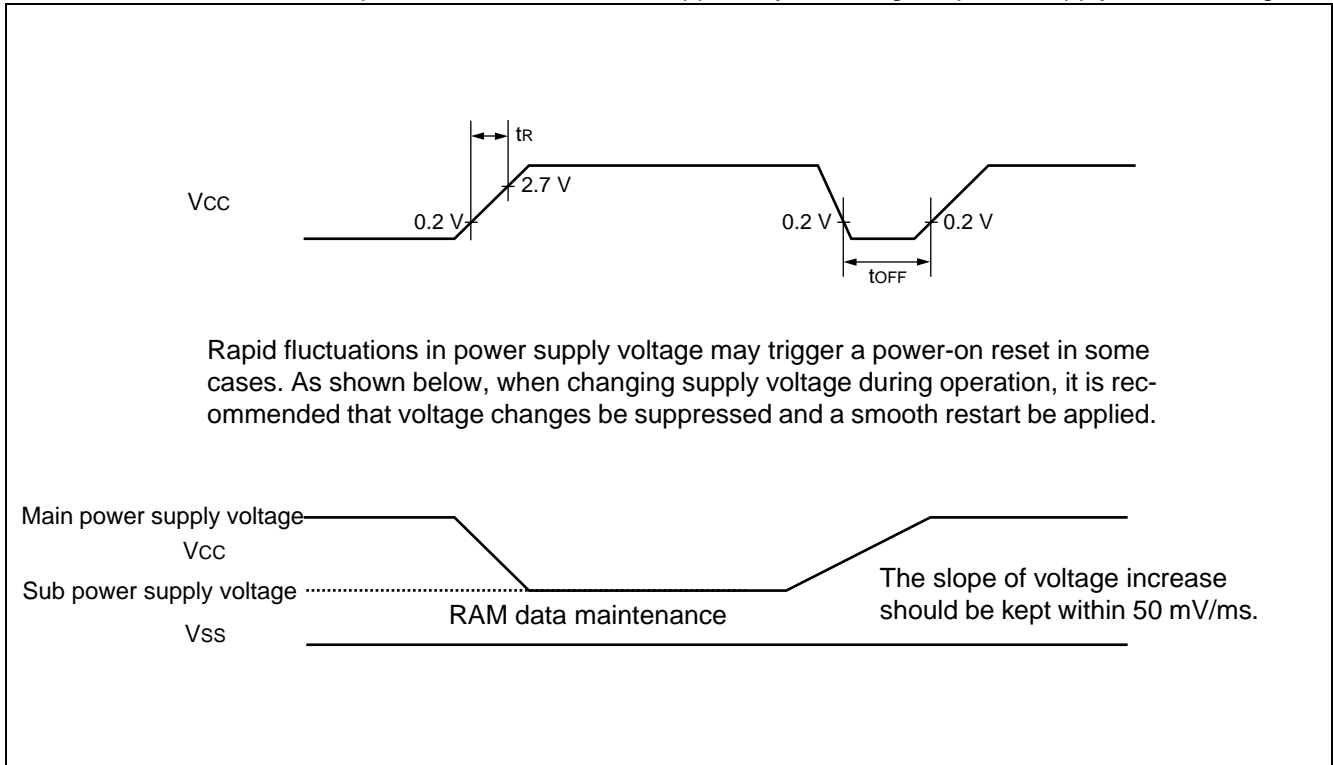 tR
2.7 V
VCC
0.2 V
0.2 V
0.2 V
tOFF
Rapid fluctuations in power supply voltage may trigger a power-on reset in some
cases. As shown below, when changing supply voltage during operation, it is rec-
ommended that voltage changes be suppressed and a smooth restart be applied.
Main power supply voltage
VCC
Sub power supply voltage
RAM data maintenance
The slope of voltage increase
should be kept within 50 mV/ms.
VSS